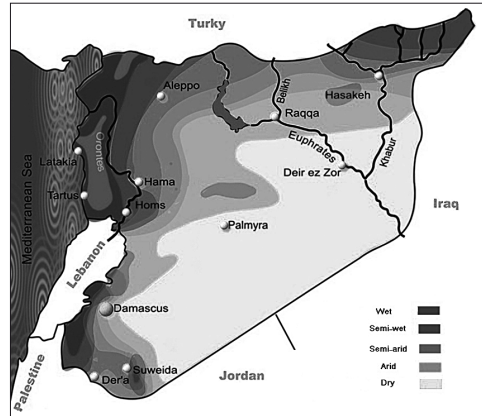 Turky
Aleppo
Hasakeh
Belikh
Raqqa
Latakia
Orontes
Euphrates
Khabur
Deir ez Zor
Tartus
Hama
Homs
Mediterranean Sea
Palmyra
Iraq
Lebanon
Damascus
Palestine
Der'a
Suweida
Jordan
Wet
Semi-wet
Semi-arid
Arid
Dry